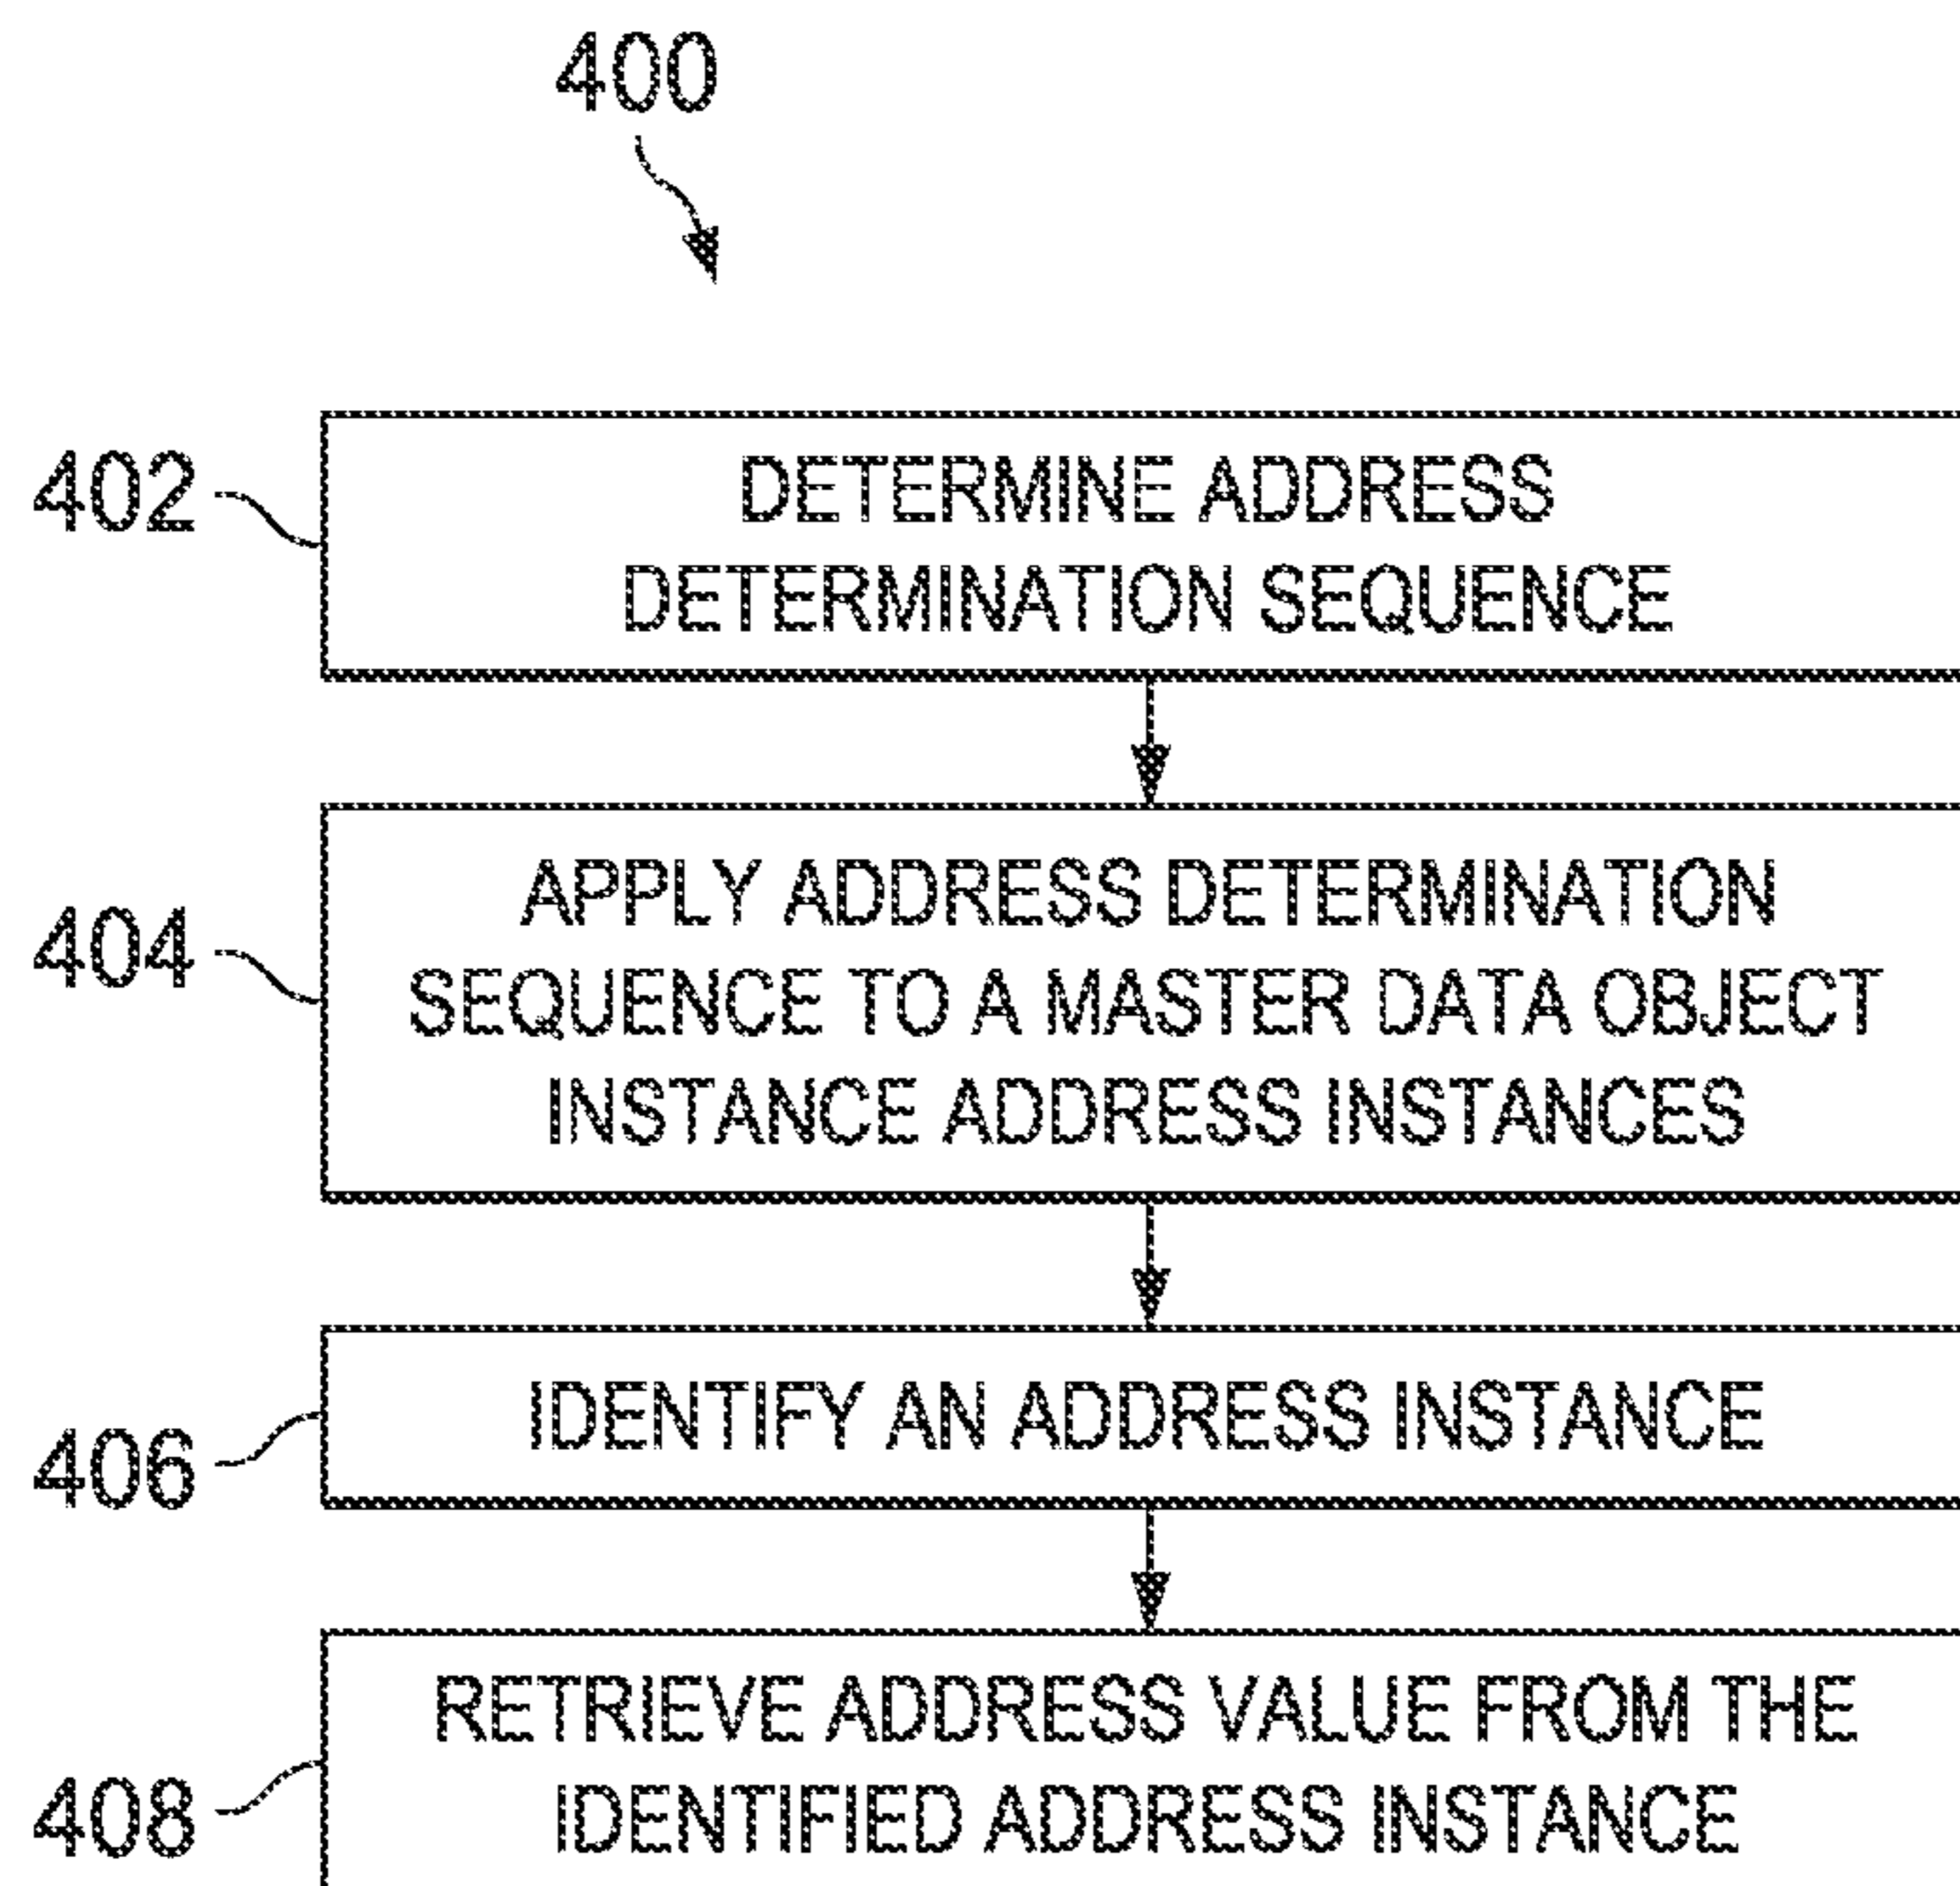 400
402
DETERMINE ADDRESS
DETERMINATION SEQUENCE
404
APPLY ADDRESS DETERMINATION
SEQUENCE TO A MASTER DATA OBJECT
INSTANCE ADDRESS INSTANCES
406
IDENTIFY AN ADDRESS INSTANCE
408
RETRIEVE ADDRESS VALUE FROM THE
IDENTIFIED ADDRESS INSTANCE